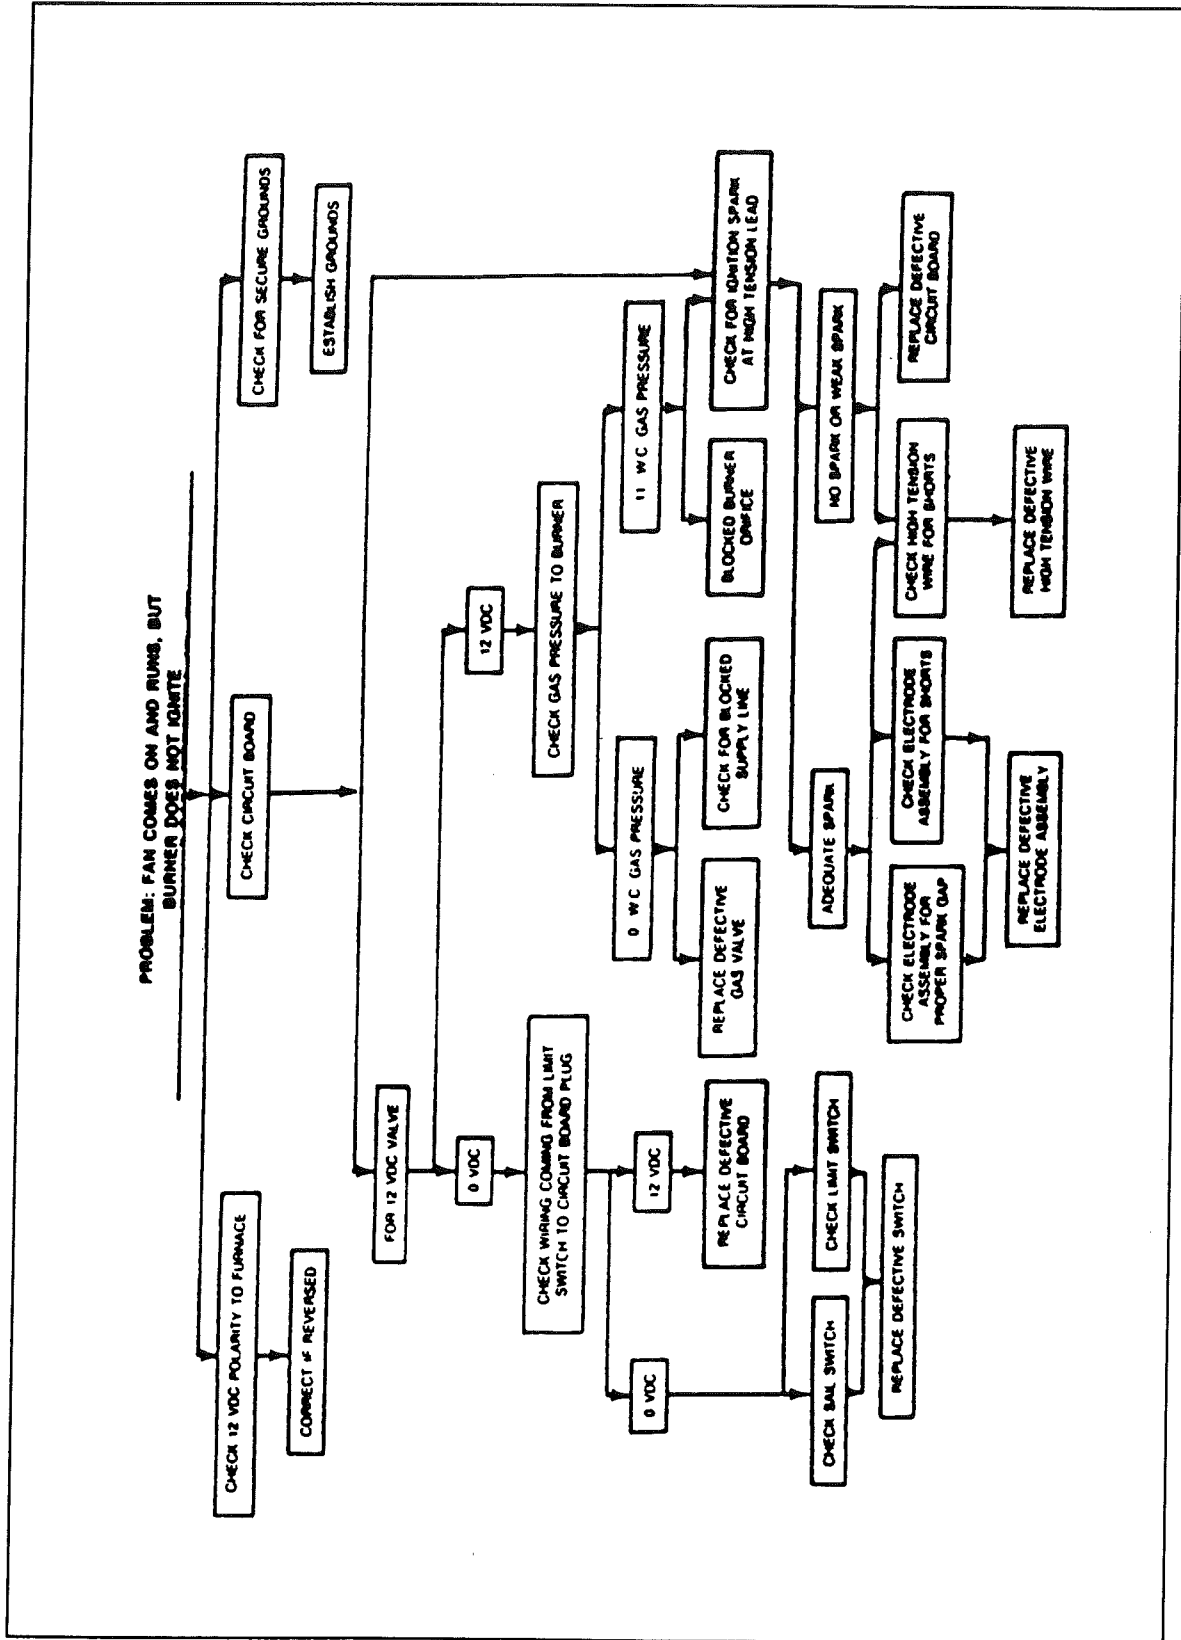 PROBLEM: FAN COMES ON AND RUNS, BUT
BURNER DOES NOT IGNITE
CHECK 12 VDC POLARITY TO FURNACE
CORRECT IF REVERSED
CHECK CIRCUIT BOARD
CHECK FOR SECURE GROUNDS
ESTABLISH GROUNDS
FOR 12 VDC VALVE
0 VDC
12 VDC
CHECK WIRING COMING FROM LIMIT
SWITCH TO CIRCUIT BOARD PLUG
CHECK GAS PRESSURE TO BURNER
0 VDC
12 VDC
0 WC GAS PRESSURE
11 WC GAS PRESSURE
REPLACE DEFECTIVE
CIRCUIT BOARD
REPLACE DEFECTIVE
GAS VALVE
CHECK FOR BLOCKED
SUPPLY LINE
BLOCKED BURNER
ORIFICE
CHECK FOR IGNITION SPARK
AT HIGH TENSION LEAD
CHECK SAIL SWITCH
CHECK LIMIT SWITCH
ADEQUATE SPARK
NO SPARK OR WEAK SPARK
REPLACE DEFECTIVE SWITCH
CHECK ELECTRODE
ASSEMBLY FOR
PROPER SPARK GAP
CHECK ELECTRODE
ASSEMBLY FOR SHORTS
CHECK HIGH TENSION
WIRE FOR SHORTS
REPLACE DEFECTIVE
CIRCUIT BOARD
REPLACE DEFECTIVE
ELECTRODE ASSEMBLY
REPLACE DEFECTIVE
HIGH TENSION WIRE